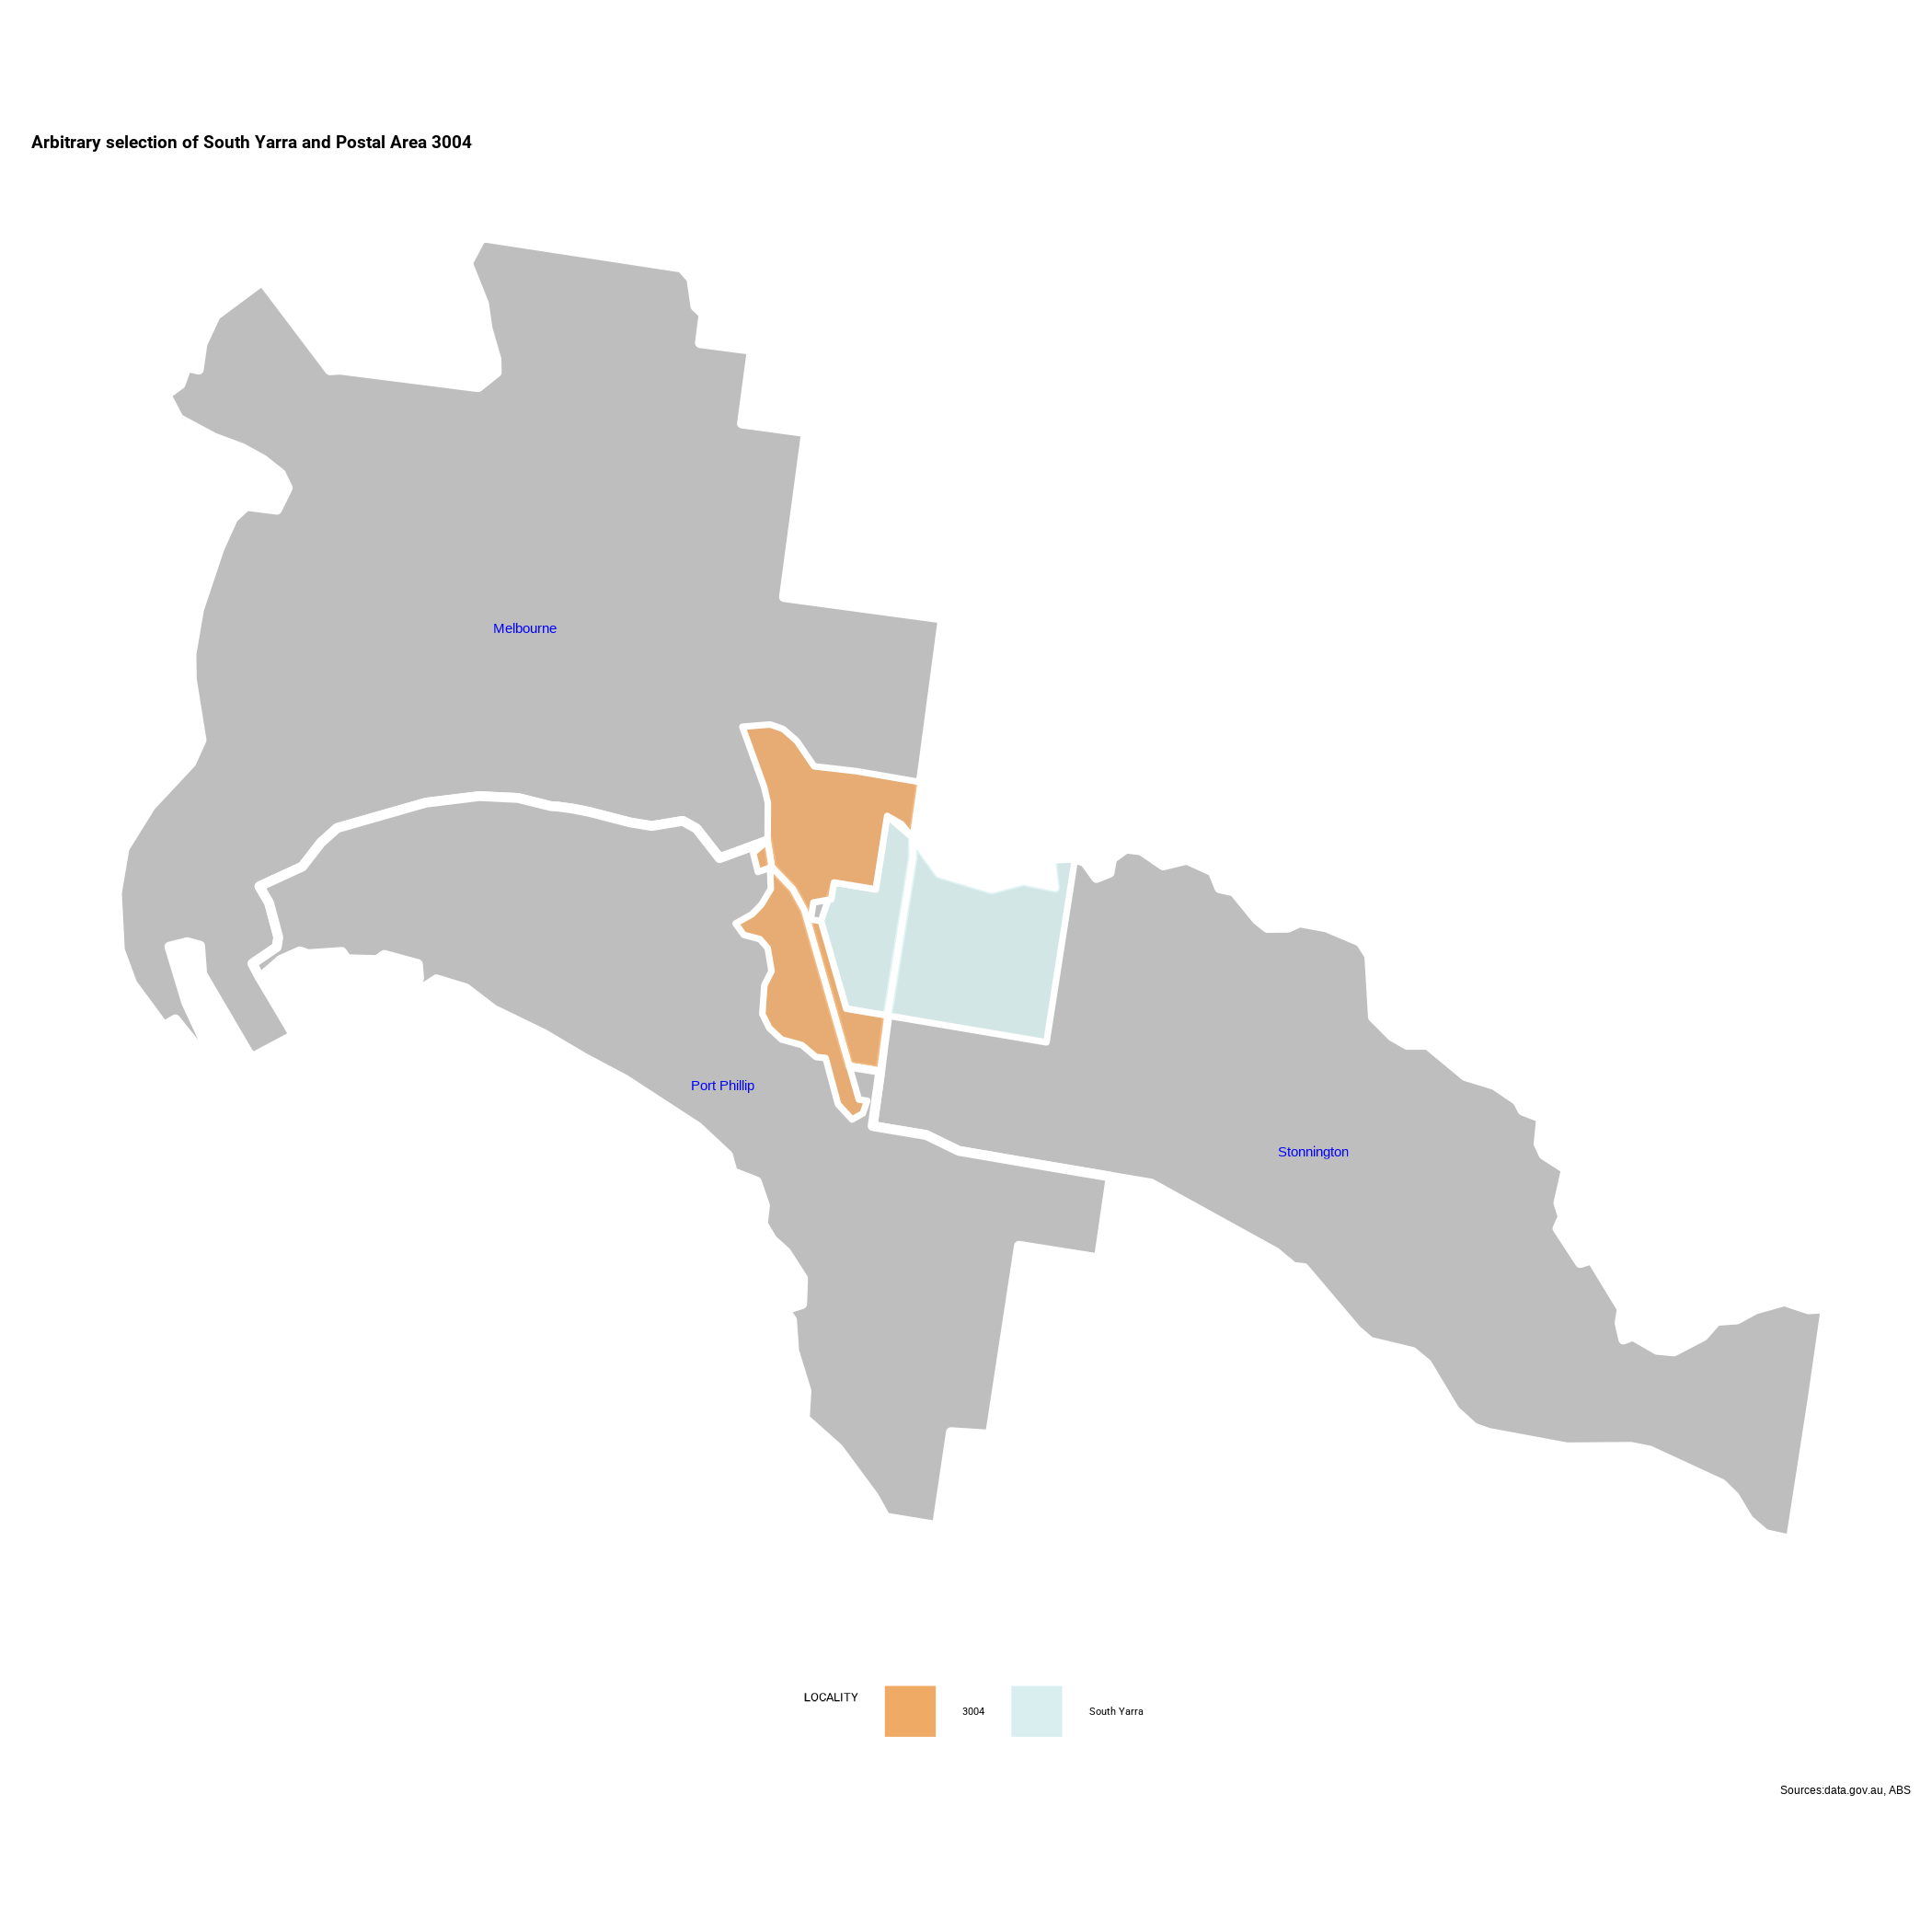 Arbitrary selection of South Yarra and Postal Area 3004
Melbourne
Port Phillip
Stonnington
LOCALITY
3004
South Yarra
Sources:data.gov.au, ABS